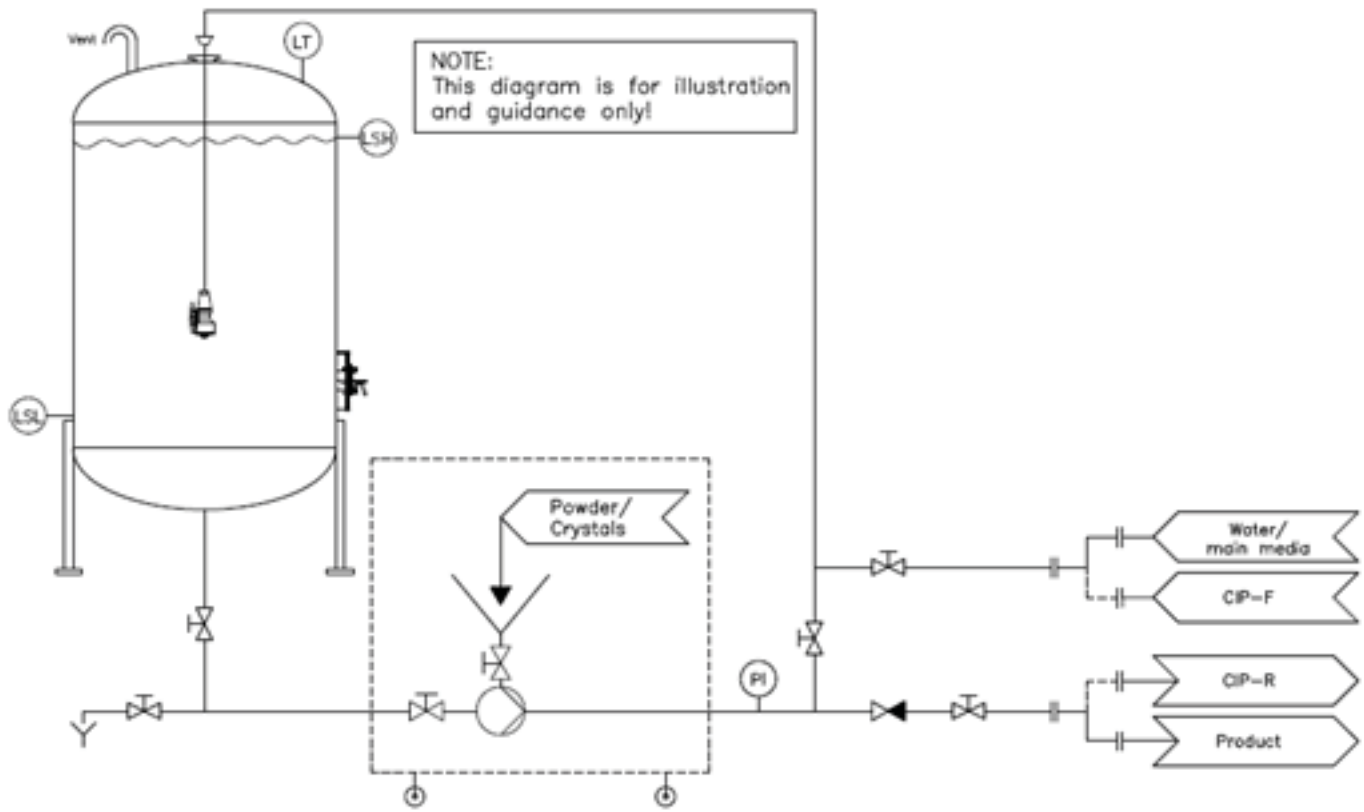 Vent
LT
NOTE:
This diagram is for illustration
and guidance only!
LSH
LSL
Powder/
Crystals
Water/
main media
CIP-F
PI
CIP-R
Product